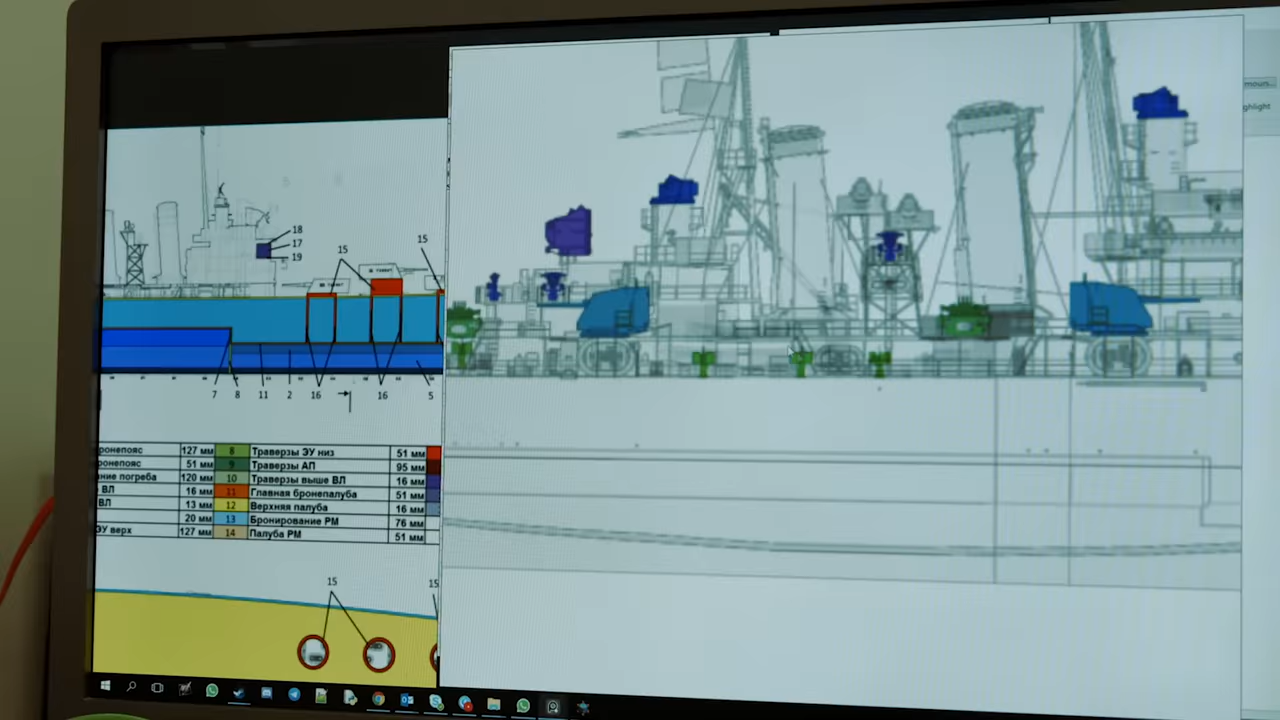 18
17
19
15
15
7 8 11 2 16 16 5
ронепояс 127 мм 8 Траверзы ЭУ низ 51 мм
ронепояс 51 мм 9 Траверзы АП 95 мм
ние погреба 120 мм 10 Траверзы выше ВЛ 16 мм
ВЛ 16 мм 11 Главная бронепалуба 51 мм
ВЛ 13 мм 12 Верхняя палуба 16 мм
20 мм 13 Бронирование РМ 76 мм
ЭУ верх 127 мм 14 Палуба РМ 51 мм
15
15
ghlight